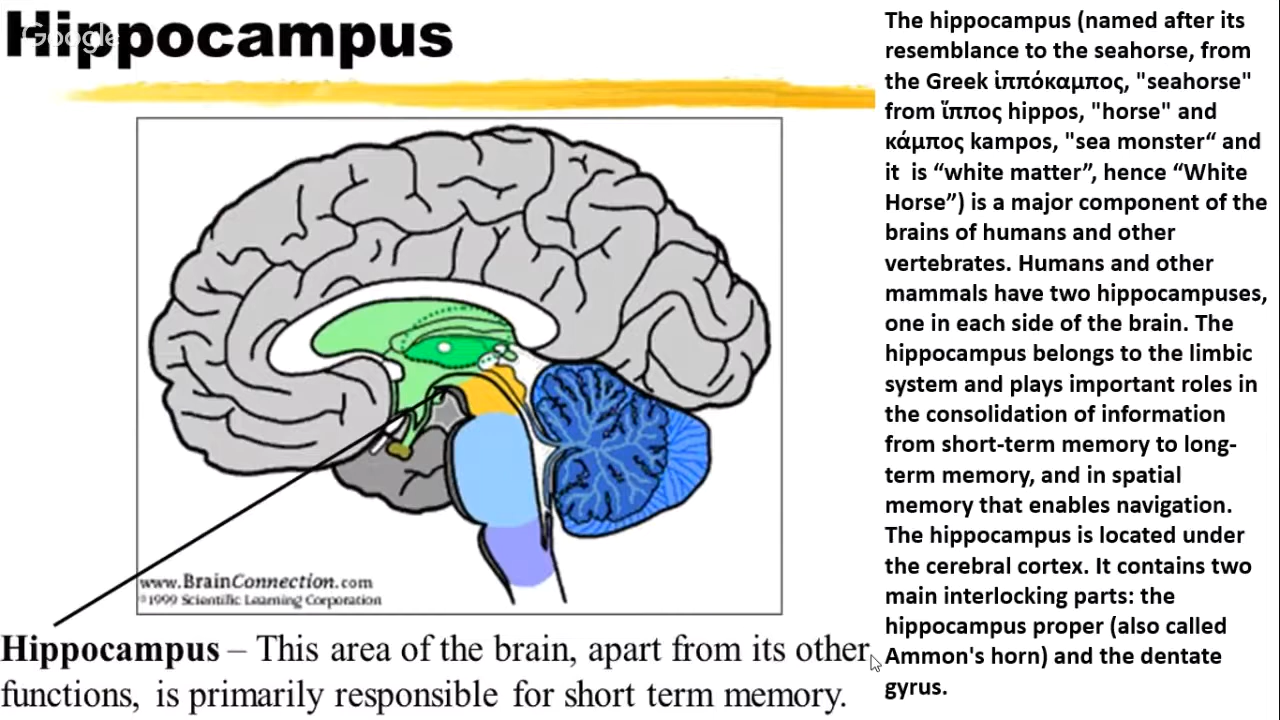 Hippocampus
Google
www.BrainConnection.com
©1999 Scientific Learning Corporation
Hippocampus – This area of the brain, apart from its other
functions, is primarily responsible for short term memory.
The hippocampus (named after its
resemblance to the seahorse, from
the Greek ἱππόκαμπος, "seahorse"
from ἵππος hippos, "horse" and
κάμπος kampos, "sea monster“ and
it  is “white matter”, hence “White
Horse”) is a major component of the
brains of humans and other
vertebrates. Humans and other
mammals have two hippocampuses,
one in each side of the brain. The
hippocampus belongs to the limbic
system and plays important roles in
the consolidation of information
from short-term memory to long-
term memory, and in spatial
memory that enables navigation.
The hippocampus is located under
the cerebral cortex. It contains two
main interlocking parts: the
hippocampus proper (also called
Ammon's horn) and the dentate
gyrus.